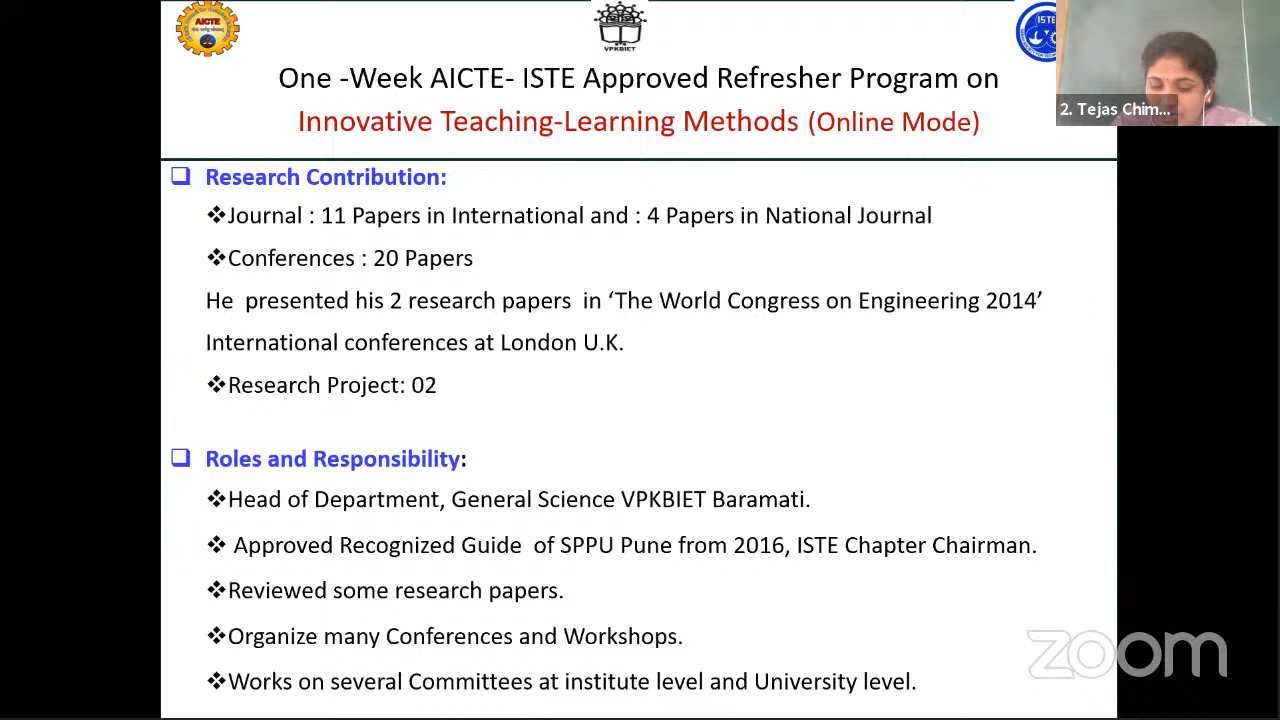 AICTE
VPKBIET
ISTE
2. Tejas Chim...
One -Week AICTE- ISTE Approved Refresher Program on
Innovative Teaching-Learning Methods (Online Mode)
❑ Research Contribution:
❖Journal : 11 Papers in International and : 4 Papers in National Journal
❖Conferences : 20 Papers
He presented his 2 research papers in ‘The World Congress on Engineering 2014’
International conferences at London U.K.
❖Research Project: 02
❑ Roles and Responsibility:
❖Head of Department, General Science VPKBIET Baramati.
❖ Approved Recognized Guide of SPPU Pune from 2016, ISTE Chapter Chairman.
❖Reviewed some research papers.
❖Organize many Conferences and Workshops.
❖Works on several Committees at institute level and University level.
zoom